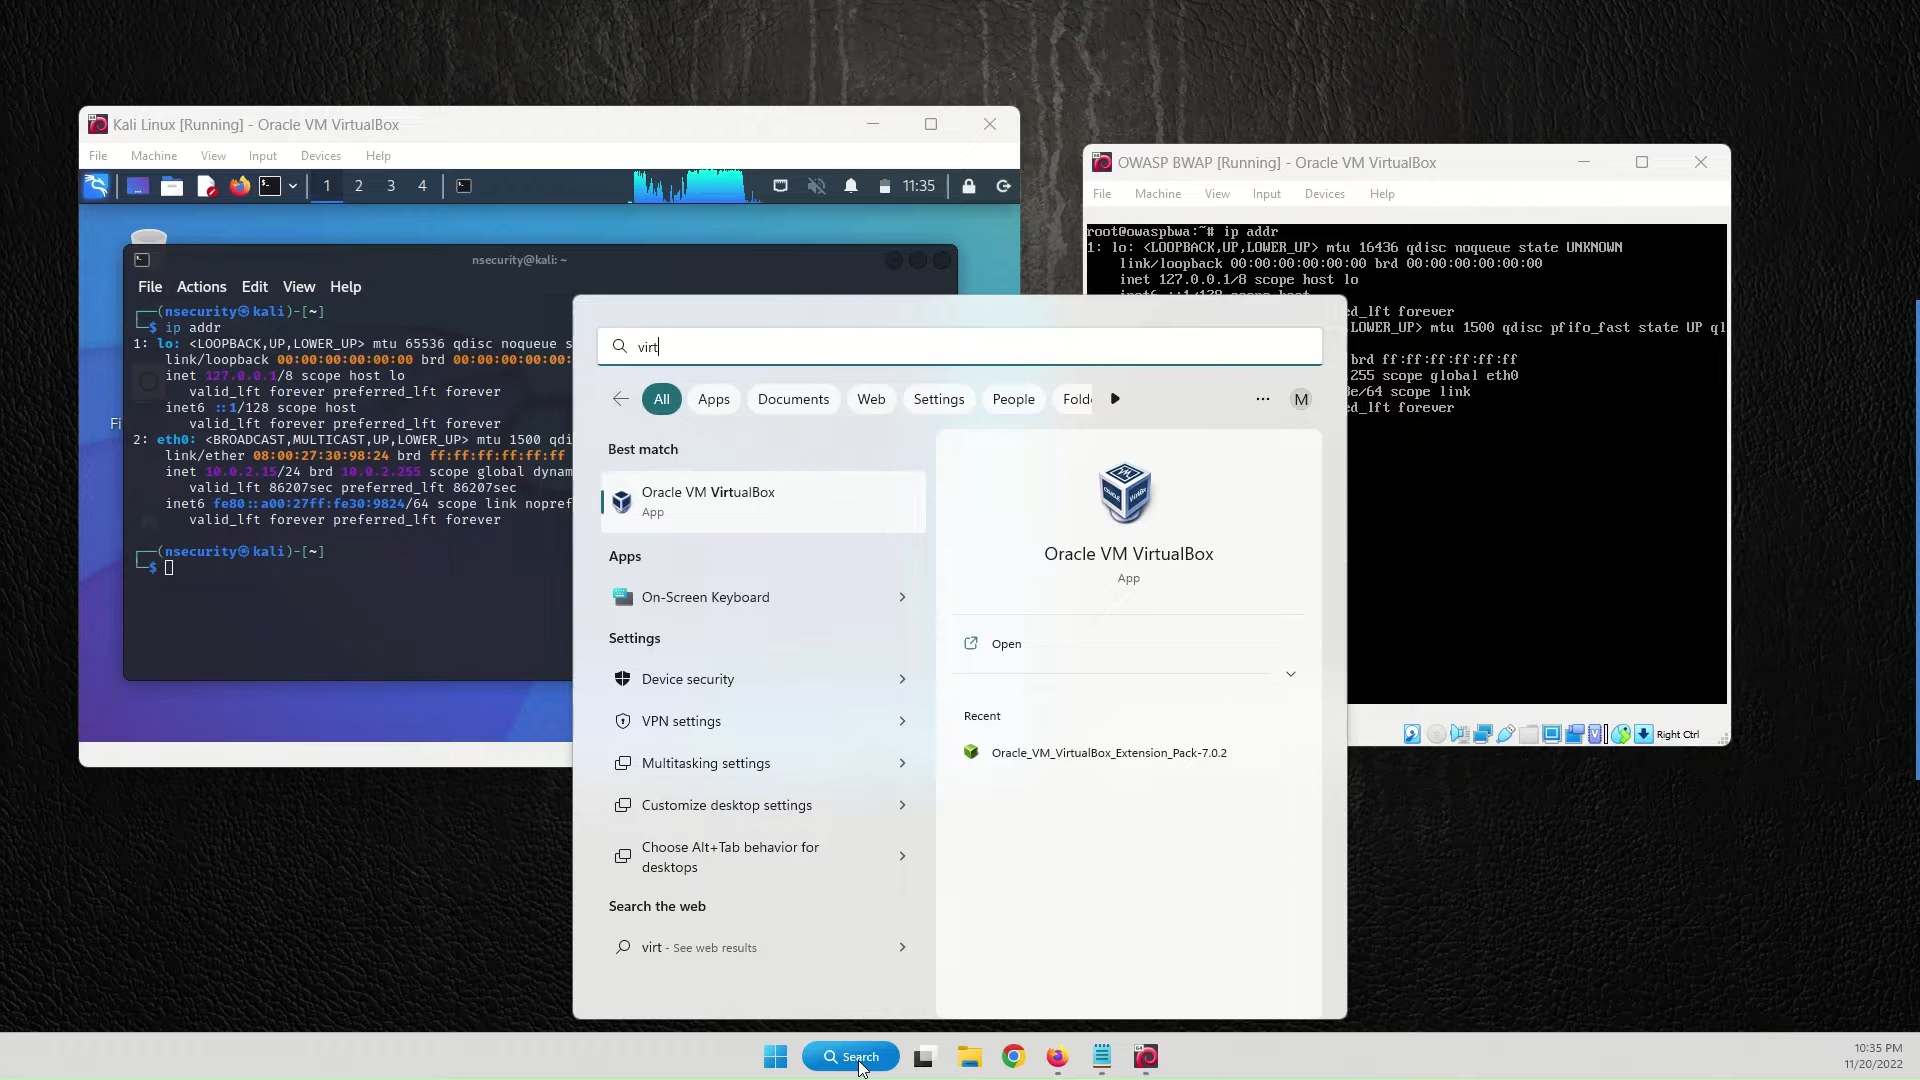 Kali Linux [Running] - Oracle VM VirtualBox
File Machine View Input Devices Help
1 2 3 4 11:35
nsecurity@kali: ~
File Actions Edit View Help
(nsecurity㉿kali)-[~]
$ ip addr
1: lo: <LOOPBACK,UP,LOWER_UP> mtu 65536 qdisc noqueue s
link/loopback 00:00:00:00:00:00 brd 00:00:00:00:00:
inet 127.0.0.1/8 scope host lo
valid_lft forever preferred_lft forever
inet6 ::1/128 scope host
valid_lft forever preferred_lft forever
2: eth0: <BROADCAST,MULTICAST,UP,LOWER_UP> mtu 1500 qdi
link/ether 08:00:27:30:98:24 brd ff:ff:ff:ff:ff:ff
inet 10.0.2.15/24 brd 10.0.2.255 scope global dynam
valid_lft 86207sec preferred_lft 86207sec
inet6 fe80::a00:27ff:fe30:9824/64 scope link nopref
valid_lft forever preferred_lft forever
(nsecurity㉿kali)-[~]
$
Fi
OWASP BWAP [Running] - Oracle VM VirtualBox
File Machine View Input Devices Help
root@owaspbwa:~# ip addr
1: lo: <LOOPBACK,UP,LOWER_UP> mtu 16436 qdisc noqueue state UNKNOWN
link/loopback 00:00:00:00:00:00 brd 00:00:00:00:00:00
inet 127.0.0.1/8 scope host lo
inet6 ::1/128 scope host
ed_lft forever
LOWER_UP> mtu 1500 qdisc pfifo_fast state UP ql
brd ff:ff:ff:ff:ff:ff
255 scope global eth0
e/64 scope link
ed_lft forever
Right Ctrl
virt
All Apps Documents Web Settings People Fold M
Best match
Oracle VM VirtualBox
App
Apps
On-Screen Keyboard
Settings
Device security
VPN settings
Multitasking settings
Customize desktop settings
Choose Alt+Tab behavior for
desktops
Search the web
virt - See web results
Oracle VM VirtualBox
App
Open
Recent
Oracle_VM_VirtualBox_Extension_Pack-7.0.2
Search
10:35 PM
11/20/2022